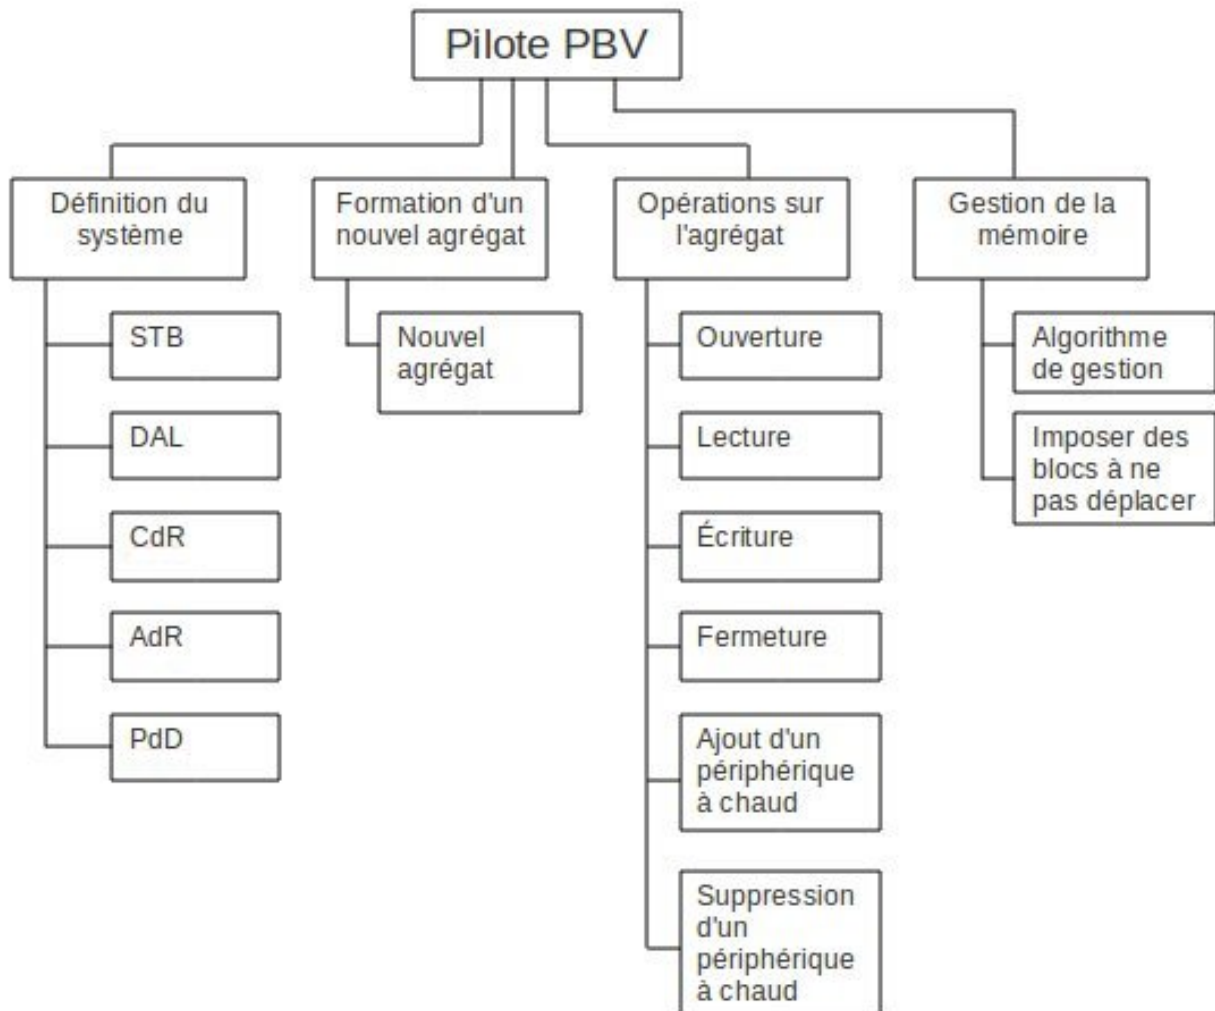 Pilote PBV
Définition du
système
STB
DAL
CdR
AdR
PdD
Formation d'un
nouvel agrégat
Nouvel
agrégat
Opérations sur
l'agrégat
Ouverture
Lecture
Écriture
Fermeture
Ajout d'un
périphérique
à chaud
Suppression
d'un
périphérique
à chaud
Gestion de la
mémoire
Algorithme
de gestion
Imposer des
blocs à ne
pas déplacer